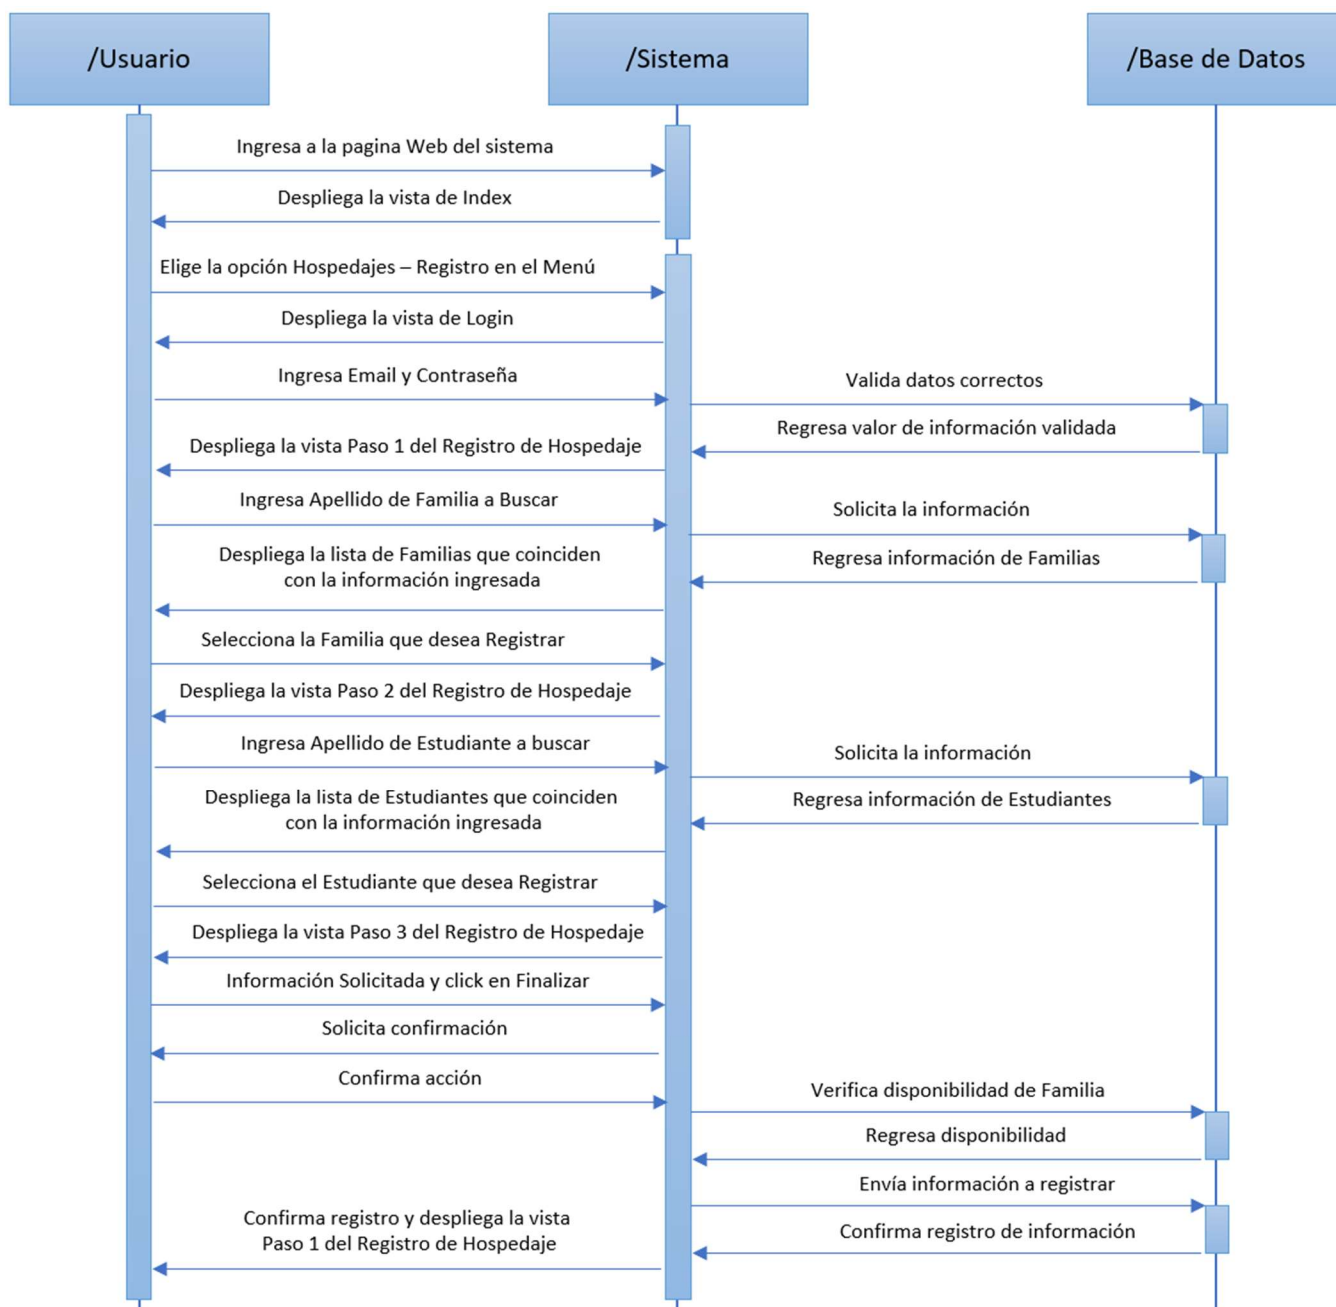 /Usuario
/Sistema
/Base de Datos
Ingresa a la pagina Web del sistema
Despliega la vista de Index
Elige la opción Hospedajes – Registro en el Menú
Despliega la vista de Login
Ingresa Email y Contraseña
Valida datos correctos
Regresa valor de información validada
Despliega la vista Paso 1 del Registro de Hospedaje
Ingresa Apellido de Familia a Buscar
Solicita la información
Regresa información de Familias
Despliega la lista de Familias que coinciden
con la información ingresada
Selecciona la Familia que desea Registrar
Despliega la vista Paso 2 del Registro de Hospedaje
Ingresa Apellido de Estudiante a buscar
Solicita la información
Regresa información de Estudiantes
Despliega la lista de Estudiantes que coinciden
con la información ingresada
Selecciona el Estudiante que desea Registrar
Despliega la vista Paso 3 del Registro de Hospedaje
Información Solicitada y click en Finalizar
Solicita confirmación
Confirma acción
Verifica disponibilidad de Familia
Regresa disponibilidad
Envía información a registrar
Confirma registro de información
Confirma registro y despliega la vista
Paso 1 del Registro de Hospedaje